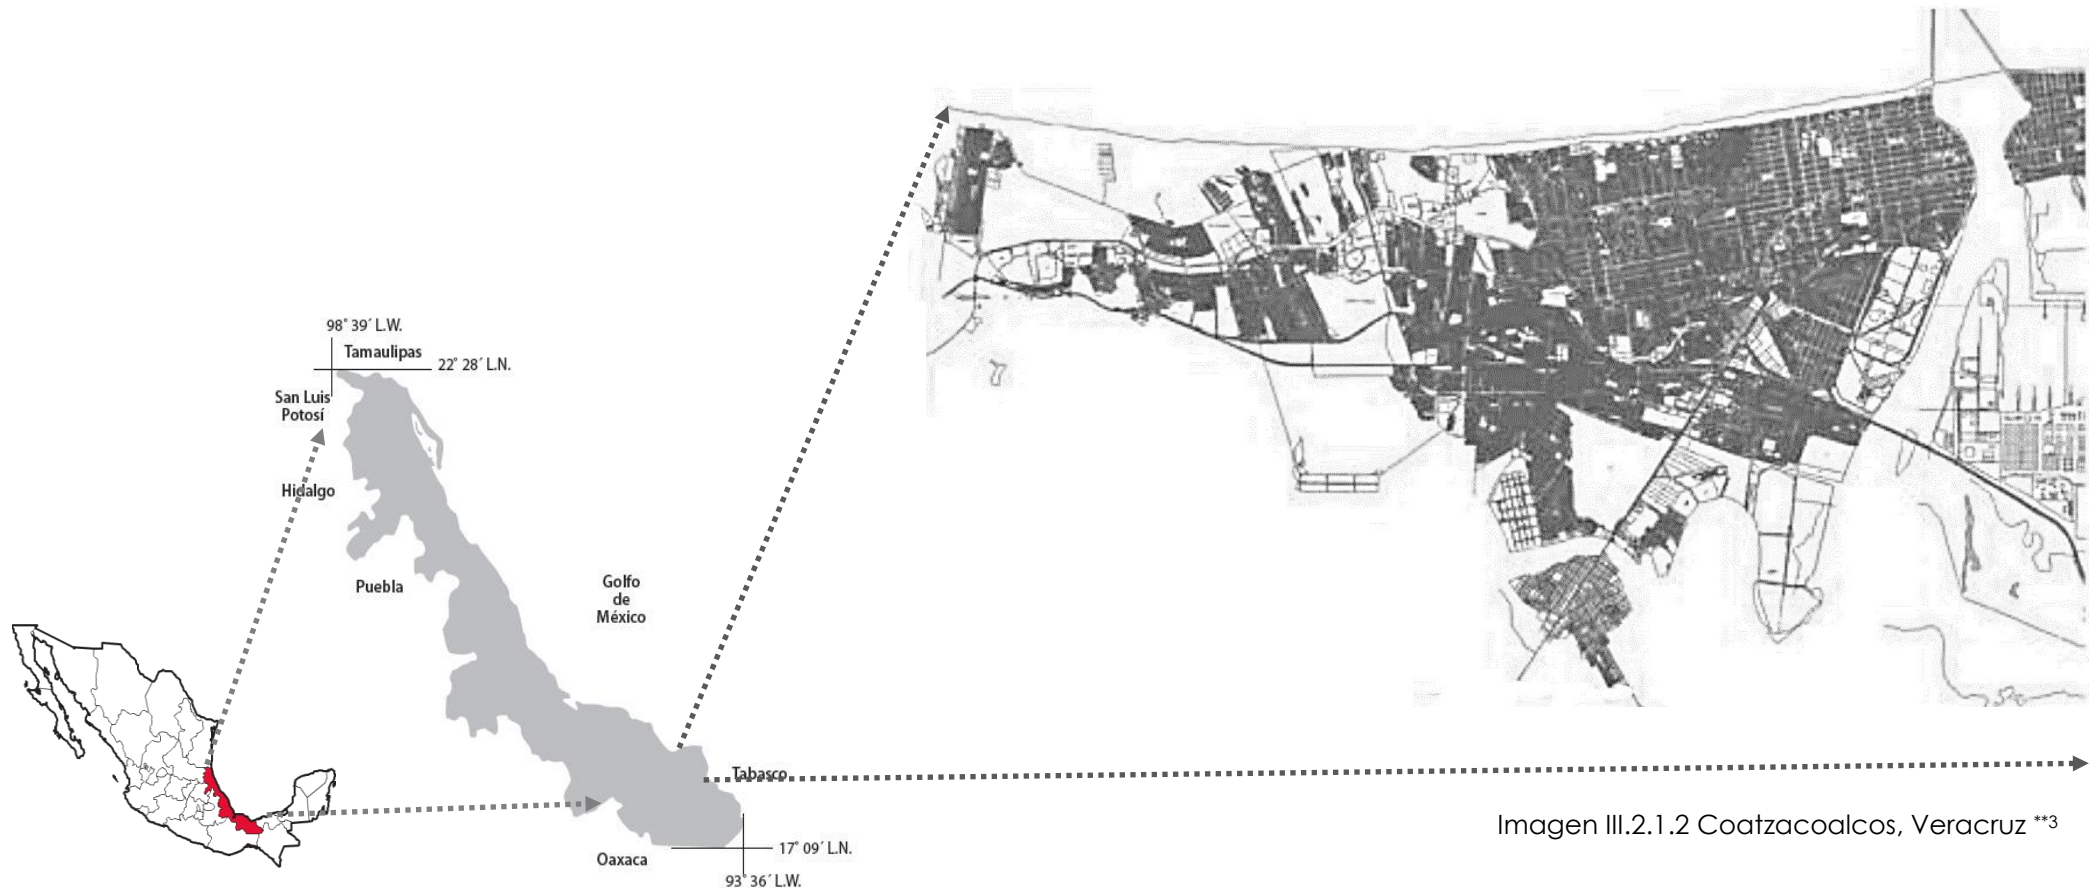 98° 39´ L.W.
Tamaulipas
22° 28´ L.N.
San Luis
Potosí
Hidalgo
Puebla
Golfo
de
México
Tabasco
Imagen III.2.1.2 Coatzacoalcos, Veracruz **3
17° 09´ L.N.
Oaxaca
93° 36´ L.W.